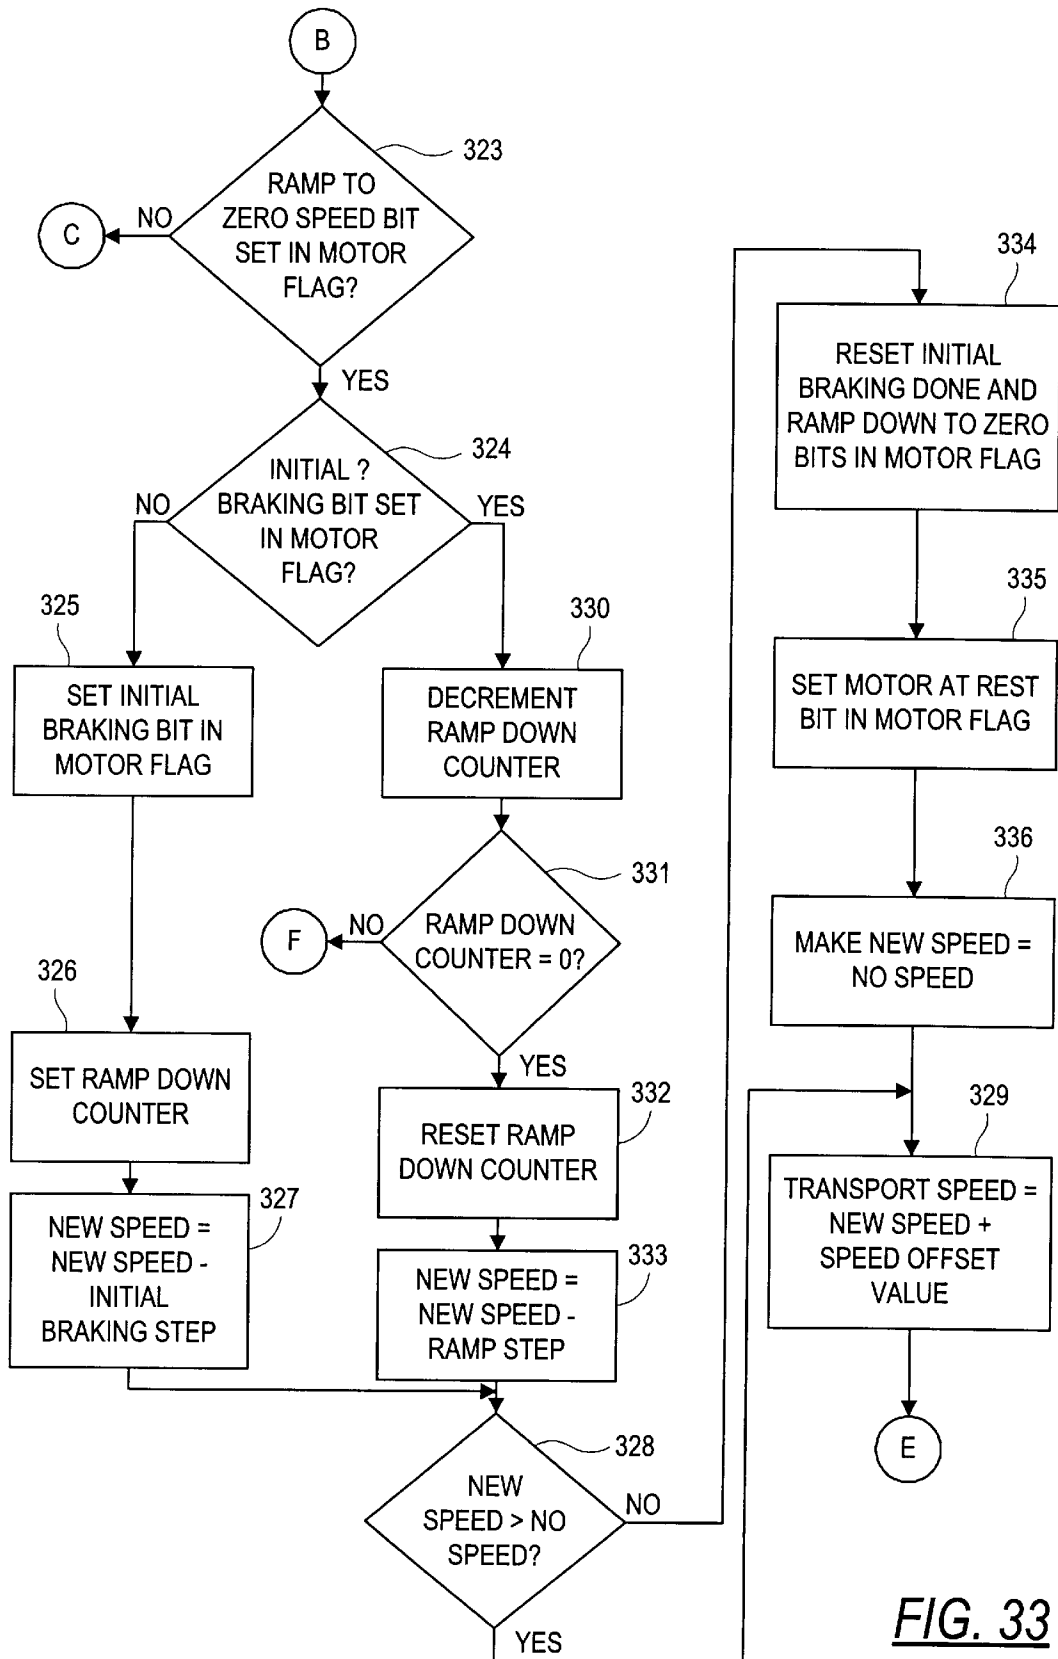 B
323
RAMP TO
ZERO SPEED BIT
SET IN MOTOR
FLAG?
NO
C
YES
324
INITIAL ?
BRAKING BIT SET
IN MOTOR
FLAG?
NO
YES
325
SET INITIAL
BRAKING BIT IN
MOTOR FLAG
326
SET RAMP DOWN
COUNTER
327
NEW SPEED =
NEW SPEED -
INITIAL
BRAKING STEP
330
DECREMENT
RAMP DOWN
COUNTER
331
RAMP DOWN
COUNTER = 0?
NO
F
YES
332
RESET RAMP
DOWN COUNTER
333
NEW SPEED =
NEW SPEED -
RAMP STEP
328
NEW
SPEED > NO
SPEED?
NO
YES
334
RESET INITIAL
BRAKING DONE AND
RAMP DOWN TO ZERO
BITS IN MOTOR FLAG
335
SET MOTOR AT REST
BIT IN MOTOR FLAG
336
MAKE NEW SPEED =
NO SPEED
329
TRANSPORT SPEED =
NEW SPEED +
SPEED OFFSET
VALUE
E
FIG. 33